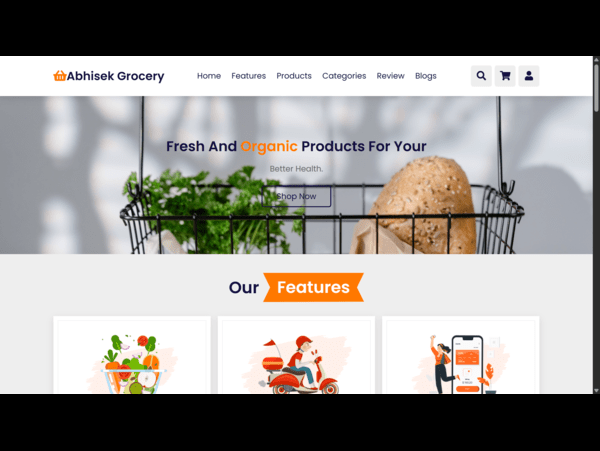 Abhisek Grocery
Home Features Products Categories Review Blogs
Fresh And Organic Products For Your
Better Health.
Shop Now
Our Features